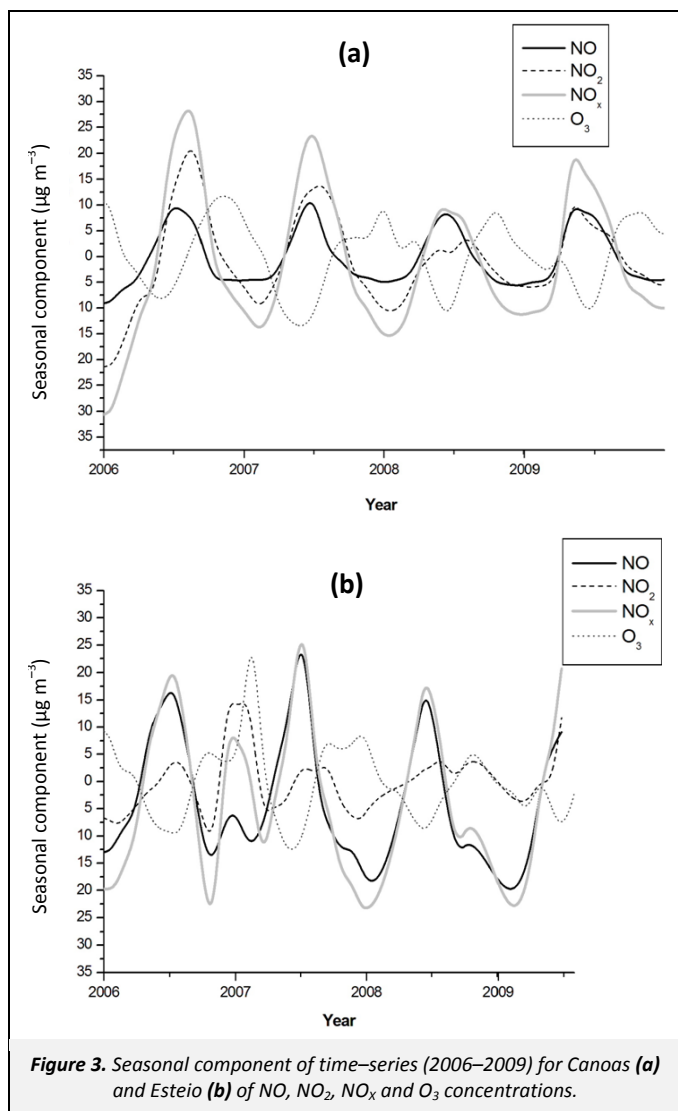 (a)
NO
NO₂
NOₓ
O₃
35
30
25
20
15
10
5
0
5
10
15
20
25
30
35
Seasonal component (µg m⁻³)
2006 2007 2008 2009
Year
(b)
NO
NO₂
NOₓ
O₃
35
30
25
20
15
10
5
0
5
10
15
20
25
30
35
Seasonal component (µg m⁻³)
2006 2007 2008 2009
Year
Figure 3. Seasonal component of time–series (2006–2009) for Canoas (a)
and Esteio (b) of NO, NO₂, NOₓ and O₃ concentrations.